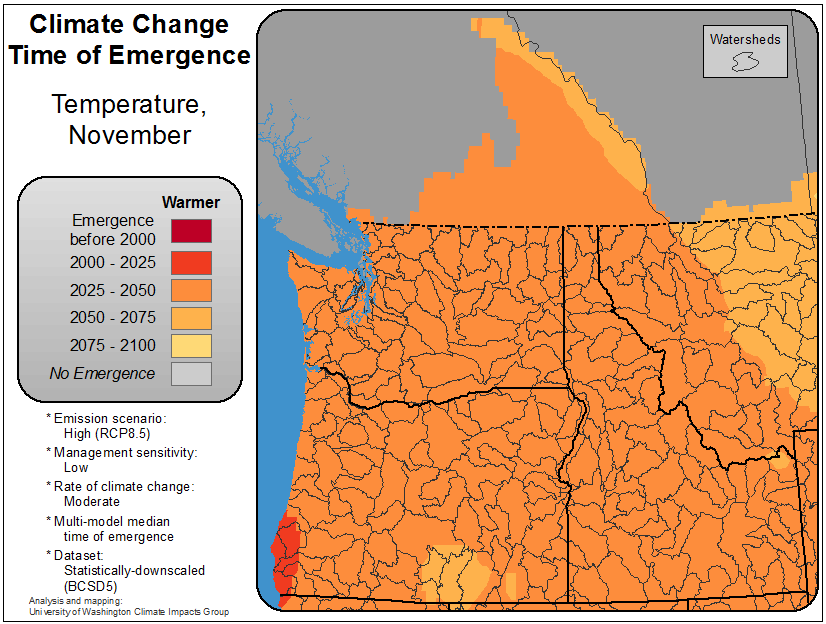 Climate Change
Time of Emergence
Temperature,
November
Warmer
Emergence
before 2000
2000 - 2025
2025 - 2050
2050 - 2075
2075 - 2100
No Emergence
* Emission scenario:
High (RCP8.5)
* Management sensitivity:
Low
* Rate of climate change:
Moderate
* Multi-model median
time of emergence
* Dataset:
Statistically-downscaled
(BCSD5)
Analysis and mapping:
University of Washington Climate Impacts Group
Watersheds